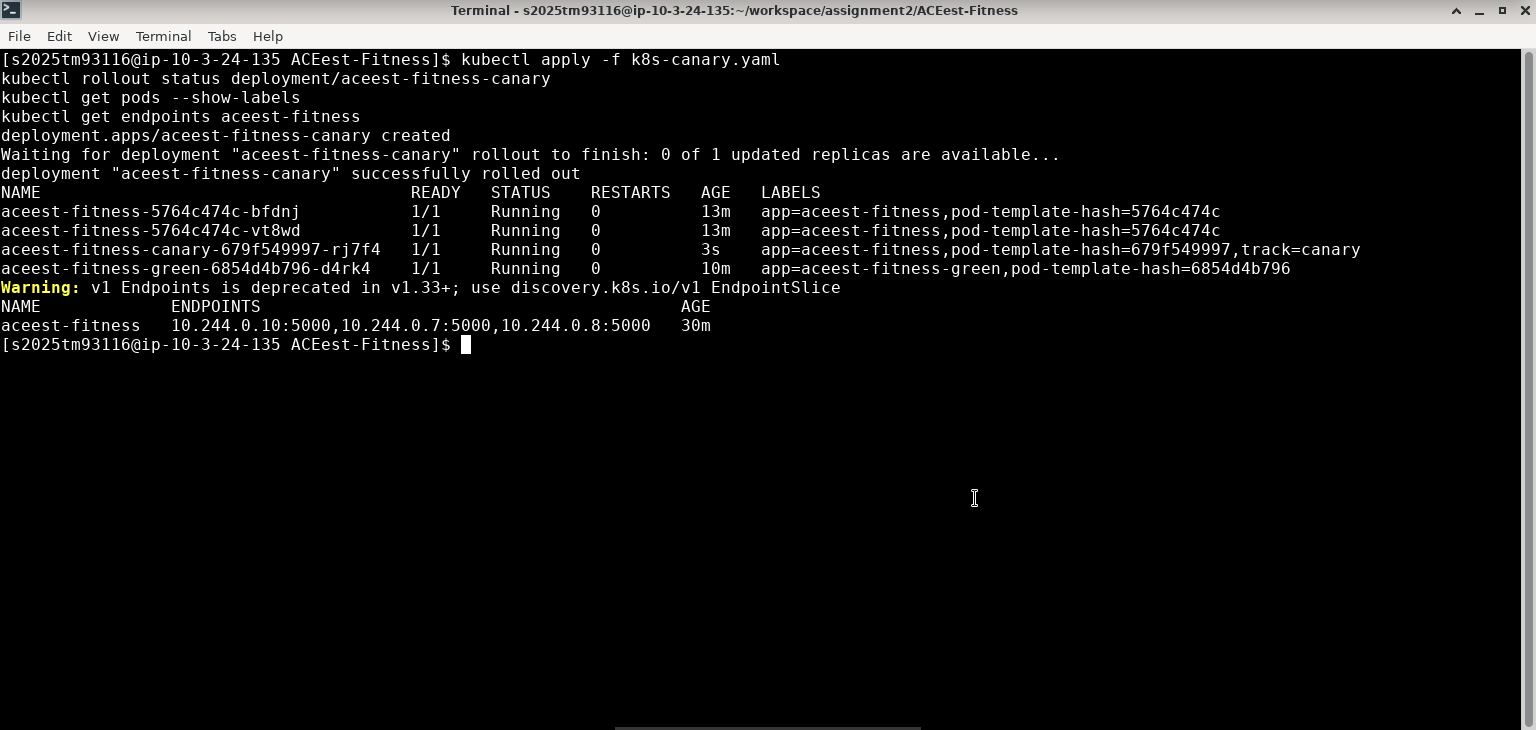 Terminal - s2025tm93116@ip-10-3-24-135:~/workspace/assignment2/ACEest-Fitness
File Edit View Terminal Tabs Help
[s2025tm93116@ip-10-3-24-135 ACEest-Fitness]$ kubectl apply -f k8s-canary.yaml
kubectl rollout status deployment/aceest-fitness-canary
kubectl get pods --show-labels
kubectl get endpoints aceest-fitness
deployment.apps/aceest-fitness-canary created
Waiting for deployment "aceest-fitness-canary" rollout to finish: 0 of 1 updated replicas are available...
deployment "aceest-fitness-canary" successfully rolled out
NAME READY STATUS RESTARTS AGE LABELS
aceest-fitness-5764c474c-bfdnj 1/1 Running 0 13m app=aceest-fitness,pod-template-hash=5764c474c
aceest-fitness-5764c474c-vt8wd 1/1 Running 0 13m app=aceest-fitness,pod-template-hash=5764c474c
aceest-fitness-canary-679f549997-rj7f4 1/1 Running 0 3s app=aceest-fitness,pod-template-hash=679f549997,track=canary
aceest-fitness-green-6854d4b796-d4rk4 1/1 Running 0 10m app=aceest-fitness-green,pod-template-hash=6854d4b796
Warning: v1 Endpoints is deprecated in v1.33+; use discovery.k8s.io/v1 EndpointSlice
NAME ENDPOINTS AGE
aceest-fitness 10.244.0.10:5000,10.244.0.7:5000,10.244.0.8:5000 30m
[s2025tm93116@ip-10-3-24-135 ACEest-Fitness]$